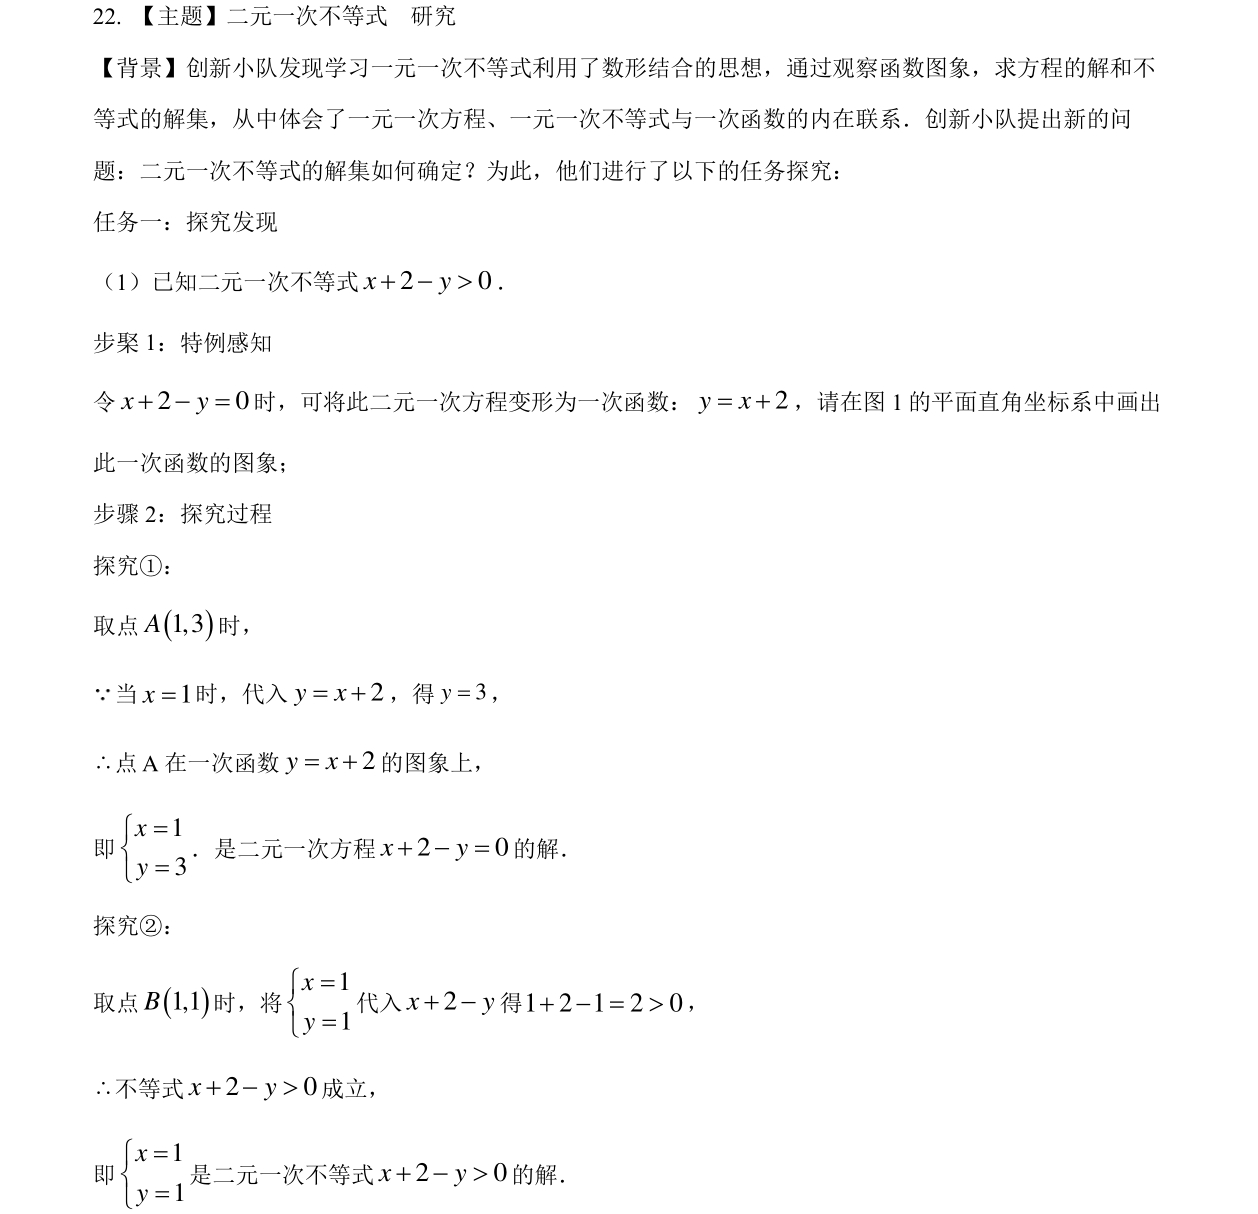 22. 【主题】二元一次不等式 研究
【背景】创新小队发现学习一元一次不等式利用了数形结合的思想，通过观察函数图象，求方程的解和不
等式的解集，从中体会了一元一次方程、一元一次不等式与一次函数的内在联系．创新小队提出新的问
题：二元一次不等式的解集如何确定？为此，他们进行了以下的任务探究：
任务一：探究发现
（1）已知二元一次不等式 x+2−y>0．
步棸 1：特例感知
令 x+2−y=0 时，可将此二元一次方程变形为一次函数： y=x+2，请在图 1 的平面直角坐标系中画出
此一次函数的图象；
步骤 2：探究过程
探究①：
取点 A(1,3) 时，
∵当 x=1 时，代入 y=x+2，得 y=3，
∴点 A 在一次函数 y=x+2 的图象上，
即 {x=1 y=3 ．是二元一次方程 x+2−y=0 的解．
探究②：
取点 B(1,1) 时，将 {x=1 y=1 代入 x+2−y 得 1+2−1=2>0，
∴不等式 x+2−y>0 成立，
即 {x=1 y=1 是二元一次不等式 x+2−y>0 的解．